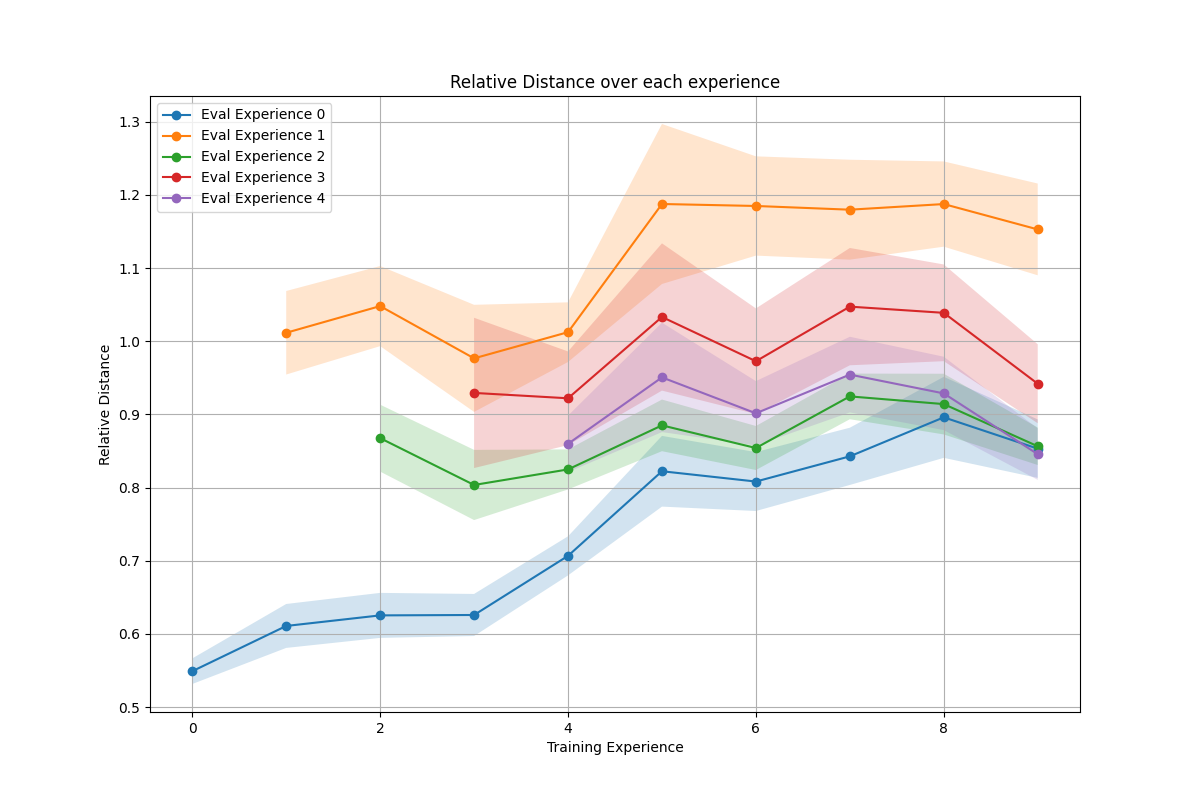 Relative Distance over each experience
Eval Experience 0
Eval Experience 1
Eval Experience 2
Eval Experience 3
Eval Experience 4
1.3
1.2
1.1
1.0
0.9
0.8
0.7
0.6
0.5
Relative Distance
0 2 4 6 8
Training Experience